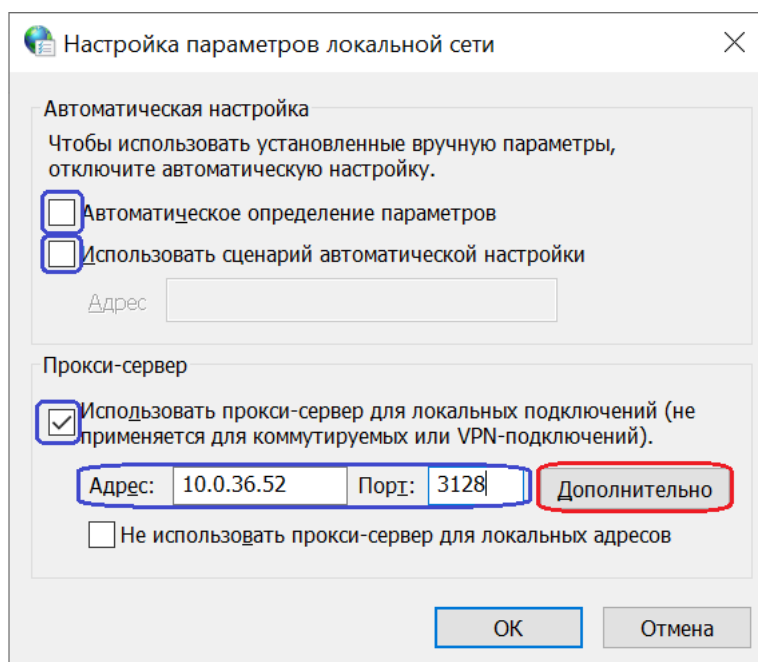 Настройка параметров локальной сети
Автоматическая настройка
Чтобы использовать установленные вручную параметры,
отключите автоматическую настройку.
Автоматическое определение параметров
Использовать сценарий автоматической настройки
Адрес
Прокси-сервер
Использовать прокси-сервер для локальных подключений (не
применяется для коммутируемых или VPN-подключений).
Адрес: 10.0.36.52 Порт: 3128 Дополнительно
Не использовать прокси-сервер для локальных адресов
ОК Отмена